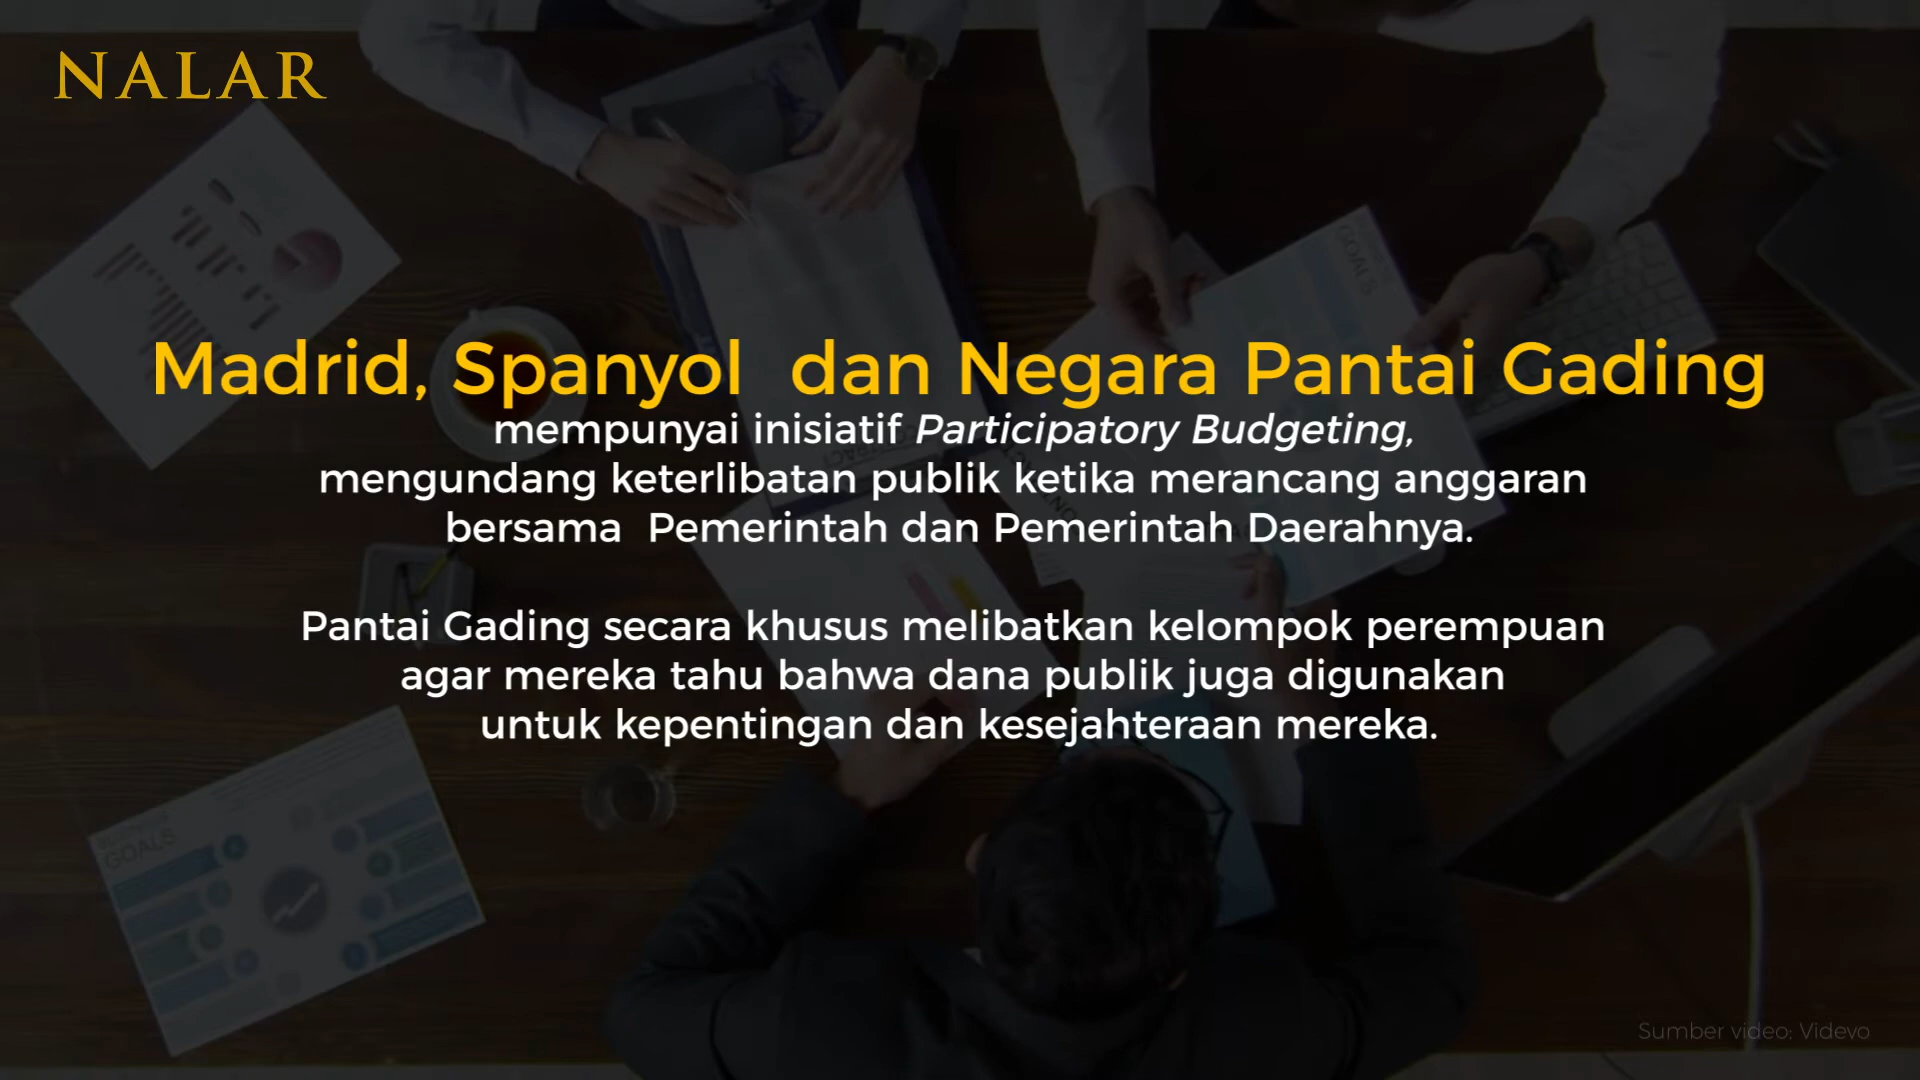 NALAR
Madrid, Spanyol dan Negara Pantai Gading
mempunyai inisiatif Participatory Budgeting,
mengundang keterlibatan publik ketika merancang anggaran
bersama Pemerintah dan Pemerintah Daerahnya.
Pantai Gading secara khusus melibatkan kelompok perempuan
agar mereka tahu bahwa dana publik juga digunakan
untuk kepentingan dan kesejahteraan mereka.
GOALS
GOALS
Sumber video: Videvo